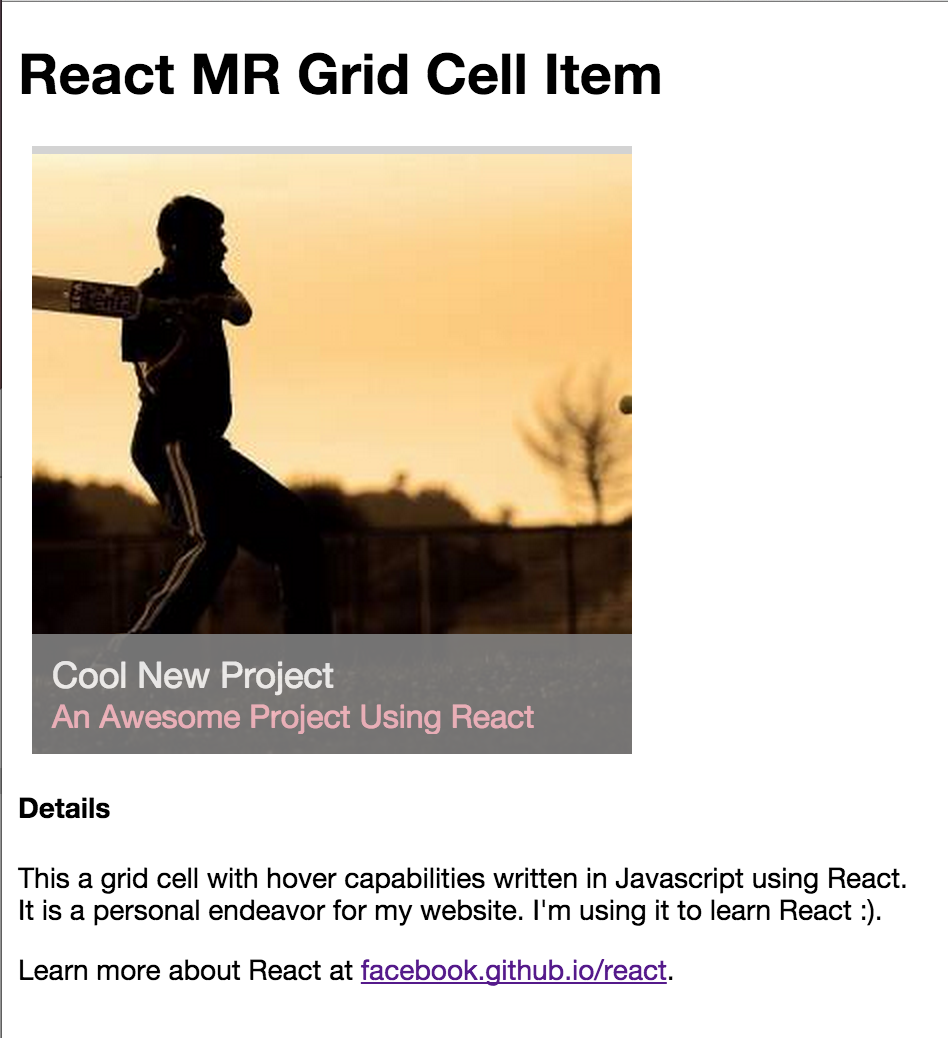 React MR Grid Cell Item
Cool New Project
An Awesome Project Using React
Details
This a grid cell with hover capabilities written in Javascript using React.
It is a personal endeavor for my website. I'm using it to learn React :).
Learn more about React at facebook.github.io/react.